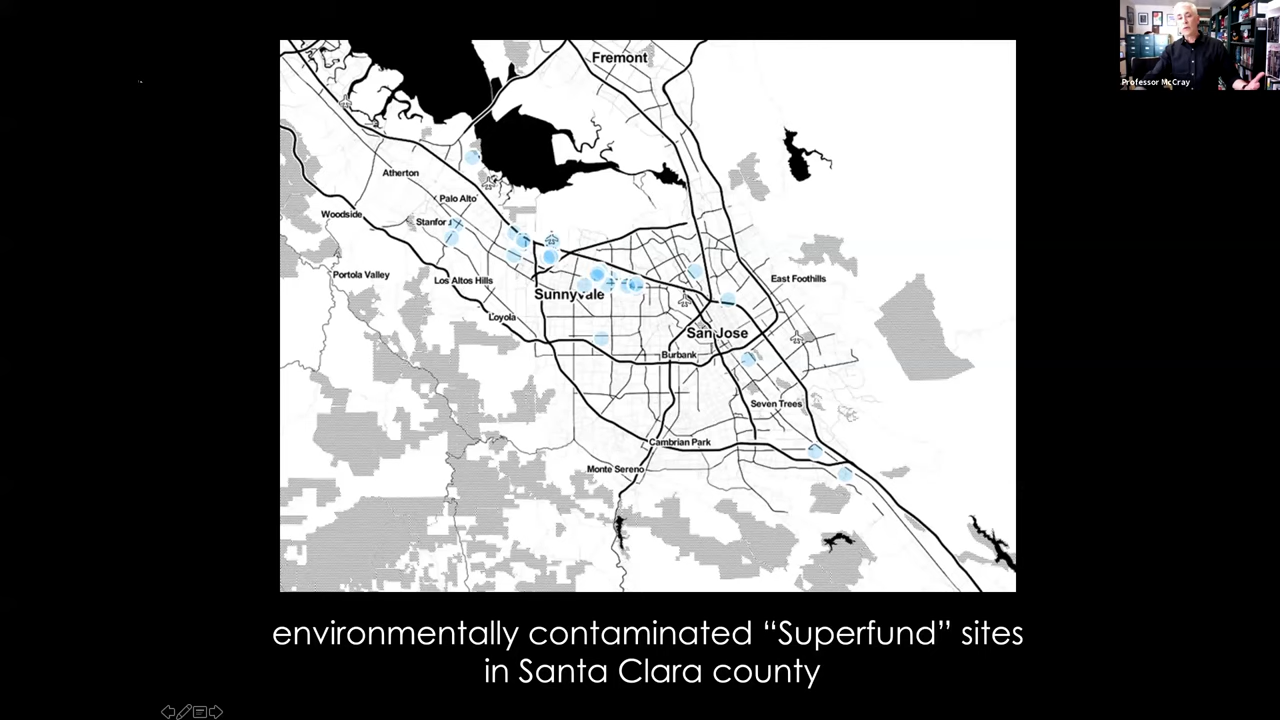 Professor McCray
Fremont
Atherton
Palo Alto
Woodside
Stanford
Portola Valley
Los Altos Hills
East Foothills
Sunnyvale
Loyola
San Jose
Burbank
Seven Trees
Cambrian Park
Monte Sereno
environmentally contaminated “Superfund” sites
in Santa Clara county